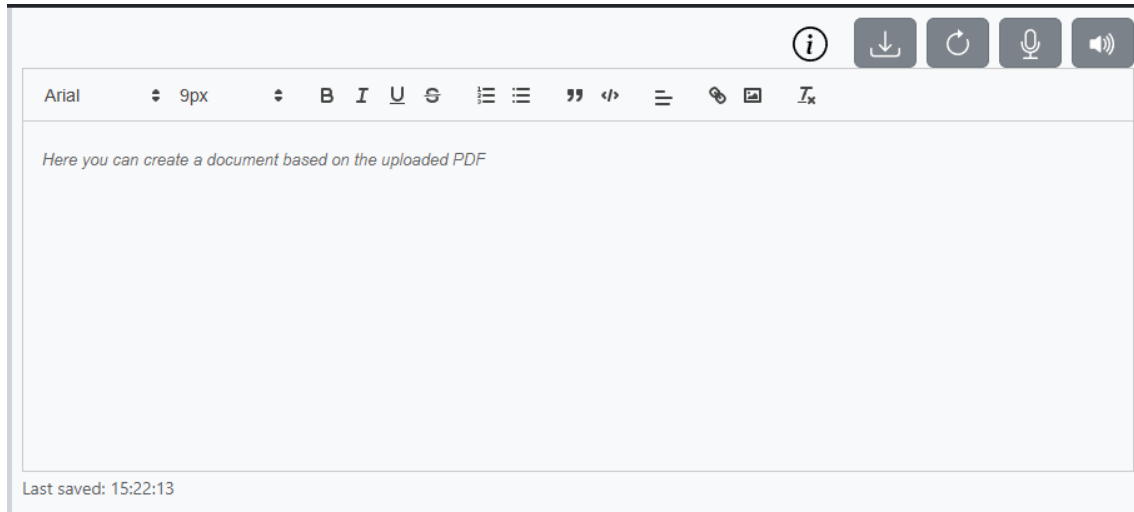 Arial 9px
Here you can create a document based on the uploaded PDF
Last saved: 15:22:13